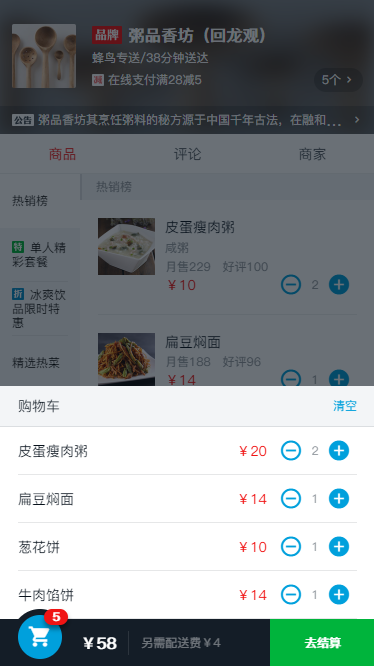 品牌 粥品香坊（回龙观）
蜂鸟专送/38分钟送达
减 在线支付满28减5
5个 >
公告 粥品香坊其烹饪粥料的秘方源于中国千年古法，在融和... >
商品 评论 商家
热销榜
热销榜
特 单人精
彩套餐
折 冰爽饮
品限时特
惠
精选热菜
皮蛋瘦肉粥
咸粥
月售229 好评100
￥10
2
扁豆焖面
月售188 好评96
￥14
1
购物车 清空
皮蛋瘦肉粥 ￥20 2
扁豆焖面 ￥14 1
葱花饼 ￥10 1
牛肉馅饼 ￥14 1
5
￥58 另需配送费￥4 去结算